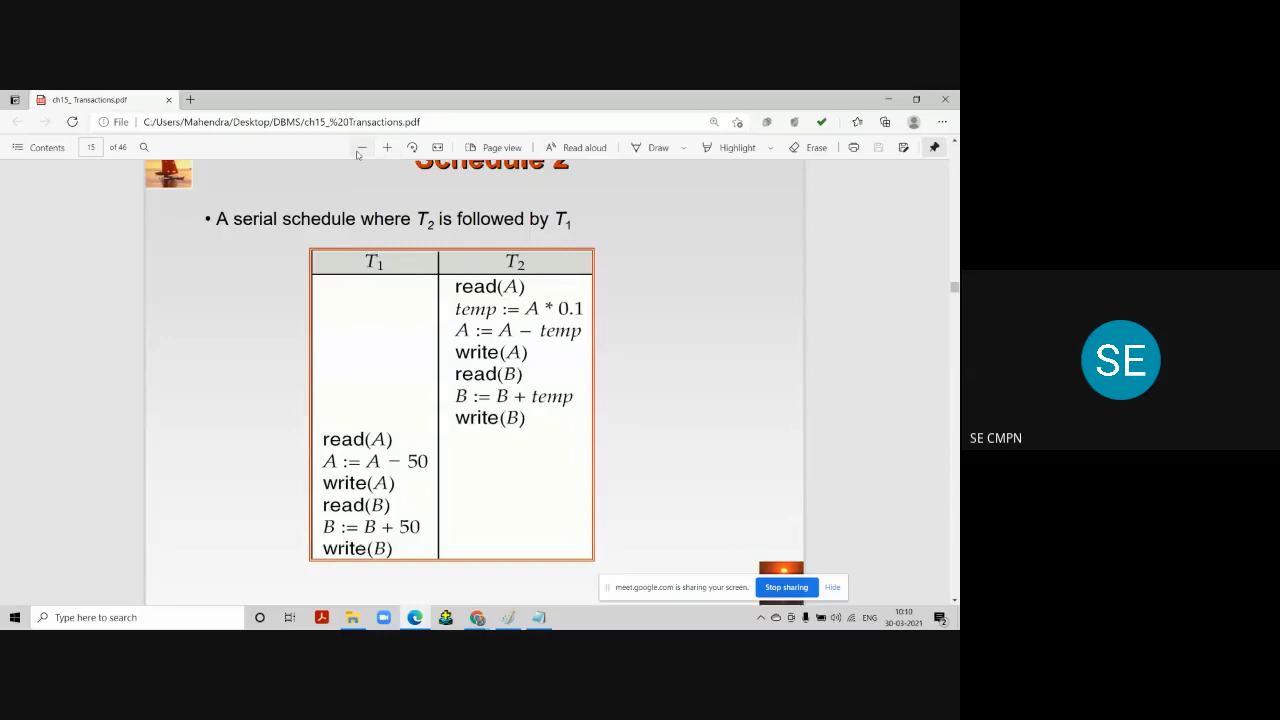 ch15_ Transactions.pdf
File C:/Users/Mahendra/Desktop/DBMS/ch15_%20Transactions.pdf
Contents 15 of 46 Page view Read aloud Draw Highlight Erase
Schedule 2
• A serial schedule where T2 is followed by T1
T1 T2
read(A)
temp := A * 0.1
A := A − temp
write(A)
read(B)
B := B + temp
write(B)
read(A)
A := A − 50
write(A)
read(B)
B := B + 50
write(B)
meet.google.com is sharing your screen. Stop sharing Hide
Type here to search
ENG
10:10
30-03-2021
2
SE
SE CMPN